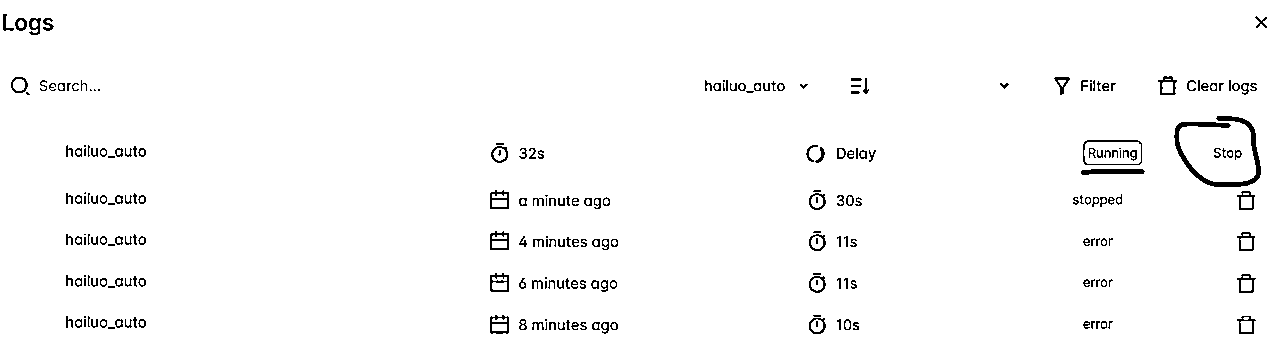 Logs
Search... hailuo_auto Filter Clear logs
hailuo_auto 32s Delay Running Stop
hailuo_auto a minute ago 30s stopped
hailuo_auto 4 minutes ago 11s error
hailuo_auto 6 minutes ago 11s error
hailuo_auto 8 minutes ago 10s error